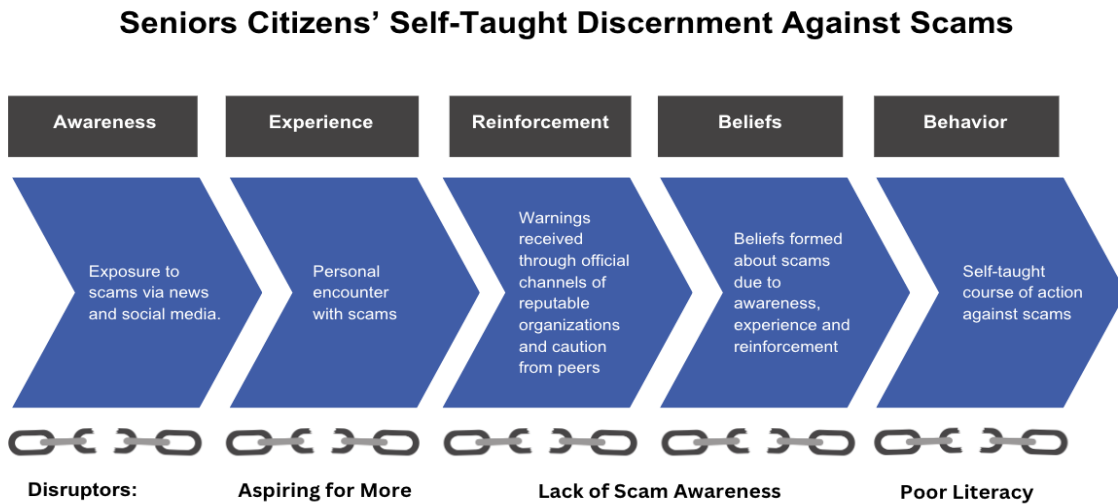 Seniors Citizens’ Self-Taught Discernment Against Scams
Awareness
Experience
Reinforcement
Beliefs
Behavior
Exposure to
scams via news
and social media.
Personal
encounter
with scams
Warnings
received
through official
channels of
reputable
organizations
and caution
from peers
Beliefs formed
about scams
due to
awareness,
experience and
reinforcement
Self-taught
course of action
against scams
Disruptors:
Aspiring for More
Lack of Scam Awareness
Poor Literacy